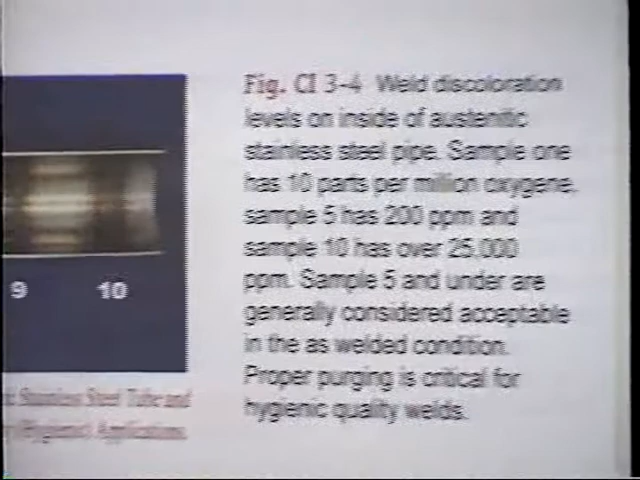 Fig. CI 3-4 Weld discoloration
levels on inside of austenitic
stainless steel pipe. Sample one
has 10 parts per million oxygene,
sample 5 has 200 ppm and
sample 10 has over 25,000
ppm. Sample 5 and under are
generally considered acceptable
in the as welded condition.
Proper purging is critical for
hygienic quality welds.
9 10
Stainless Steel Tube and
(Hygienic) Applications.